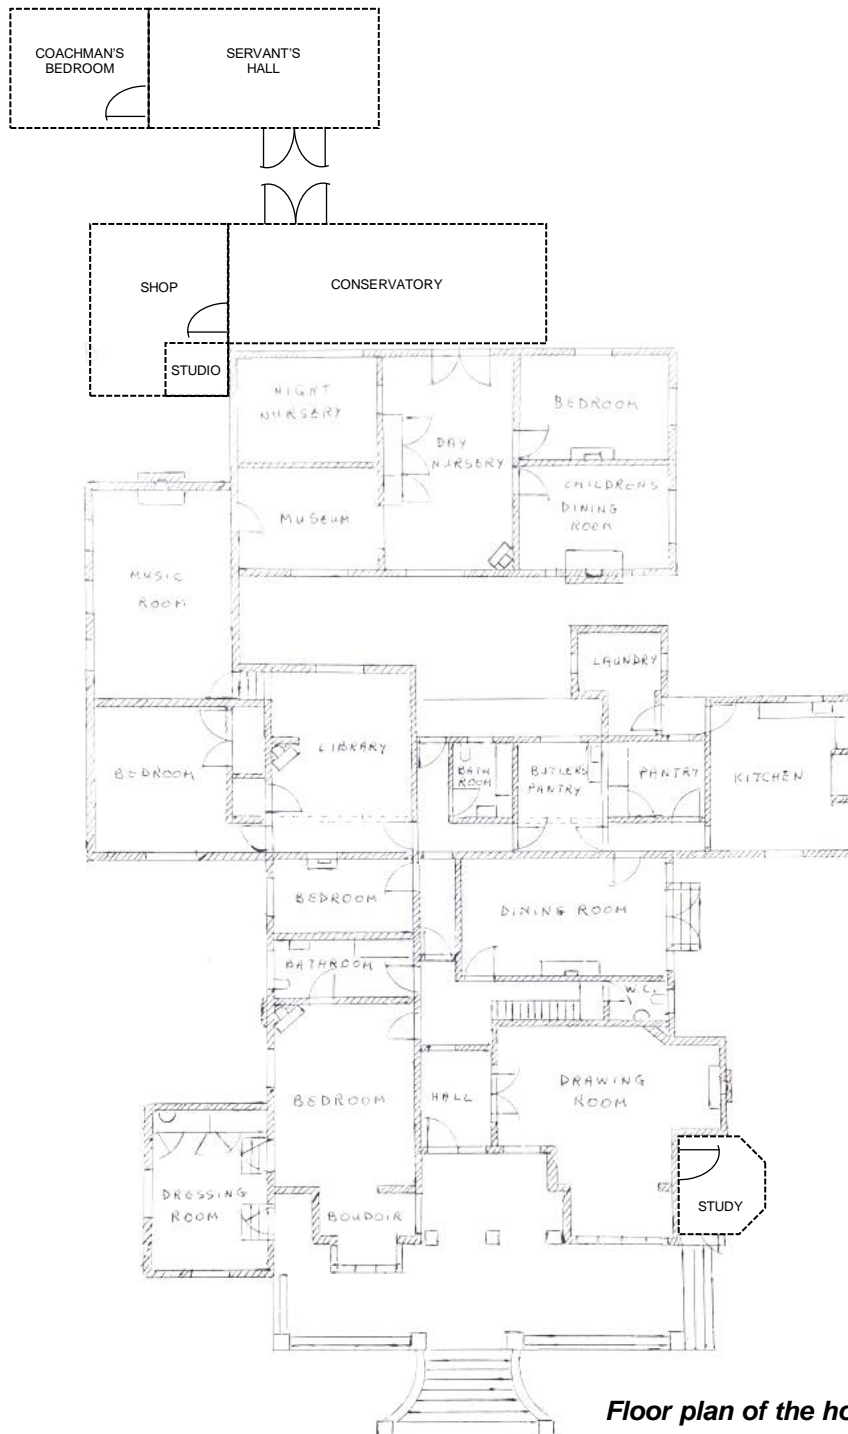 COACHMAN'S
BEDROOM
SERVANT'S
HALL
SHOP
CONSERVATORY
STUDIO
NIGHT
NURSERY
DAY
NURSERY
BEDROOM
CHILDRENS
DINING
ROOM
MUSEUM
MUSIC
ROOM
LAUNDRY
LIBRARY
BEDROOM
BATH
ROOM
BUTLERS
PANTRY
PANTRY
KITCHEN
BEDROOM
DINING ROOM
BATHROOM
W.C.
BEDROOM
HALL
DRAWING
ROOM
DRESSING
ROOM
BOUDOIR
STUDY
Floor plan of the ho